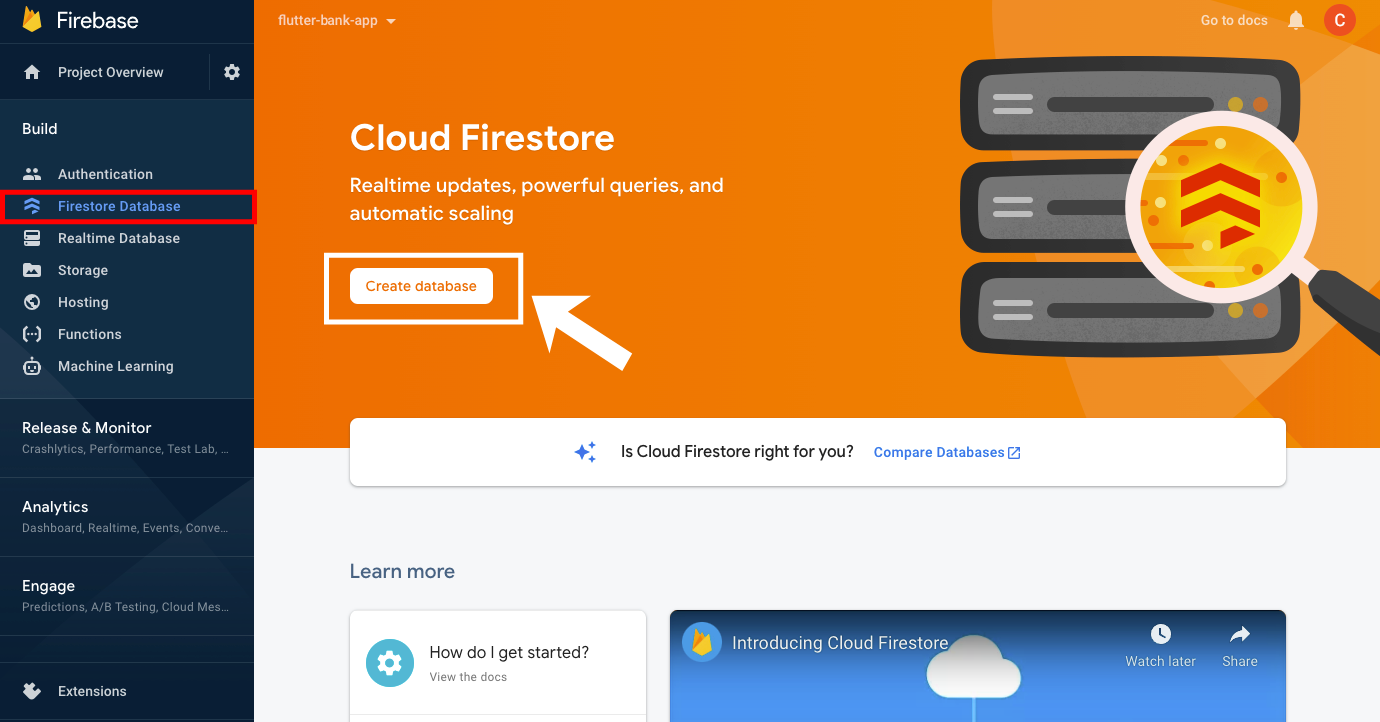 Firebase
flutter-bank-app
Go to docs
C
Project Overview
Build
Authentication
Firestore Database
Realtime Database
Storage
Hosting
Functions
Machine Learning
Release & Monitor
Crashlytics, Performance, Test Lab, ...
Analytics
Dashboard, Realtime, Events, Conve...
Engage
Predictions, A/B Testing, Cloud Mes...
Extensions
Cloud Firestore
Realtime updates, powerful queries, and
automatic scaling
Create database
Is Cloud Firestore right for you? Compare Databases
Learn more
How do I get started?
View the docs
Introducing Cloud Firestore
Watch later
Share